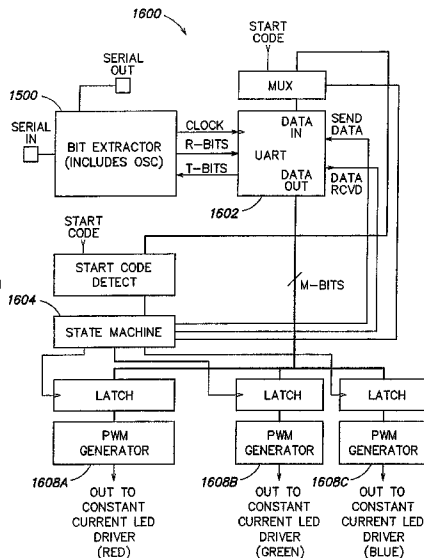 1600
START CODE
SERIAL OUT
1500
MUX
SERIAL IN
BIT EXTRACTOR (INCLUDES OSC)
CLOCK
R-BITS
T-BITS
DATA IN
UART
DATA OUT
SEND DATA
DATA RCVD
1602
START CODE
START CODE DETECT
M-BITS
1604
STATE MACHINE
LATCH
LATCH
LATCH
PWM GENERATOR
PWM GENERATOR
PWM GENERATOR
1608A
1608B
1608C
OUT TO CONSTANT CURRENT LED DRIVER (RED)
OUT TO CONSTANT CURRENT LED DRIVER (GREEN)
OUT TO CONSTANT CURRENT LED DRIVER (BLUE)